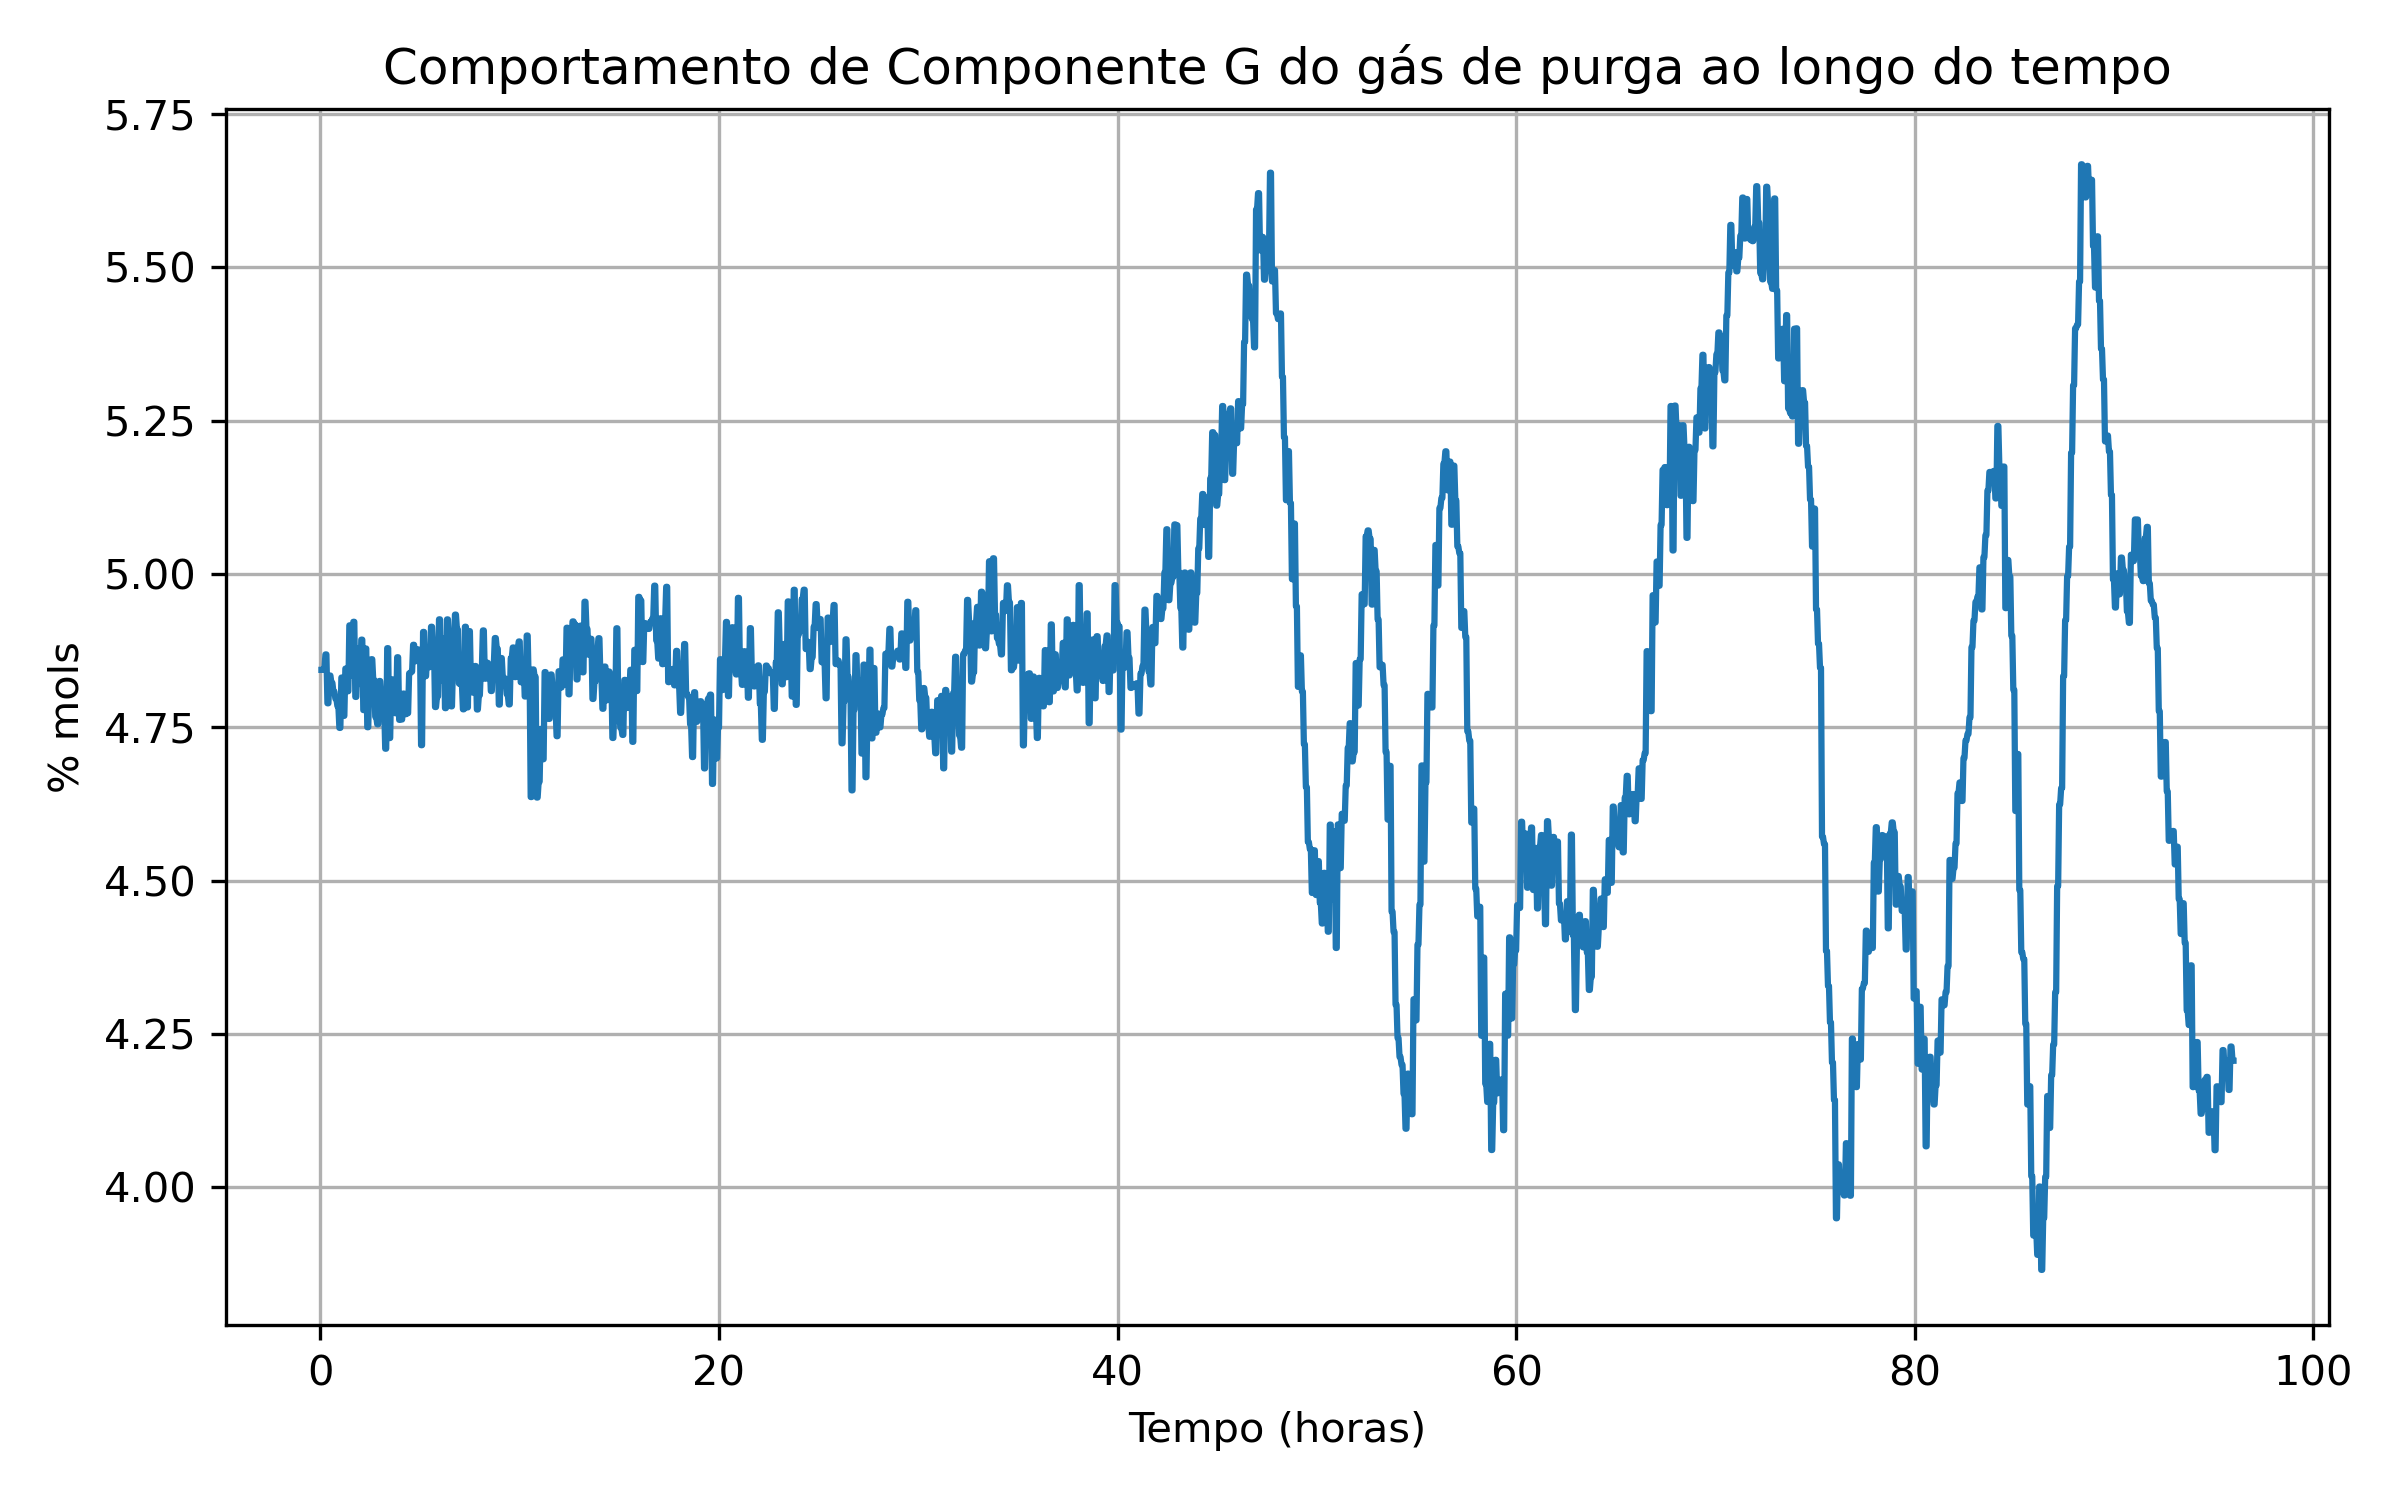 Comportamento de Componente G do gás de purga ao longo do tempo
5.75
5.50
5.25
5.00
4.75
4.50
4.25
4.00
% mols
0 20 40 60 80 100
Tempo (horas)